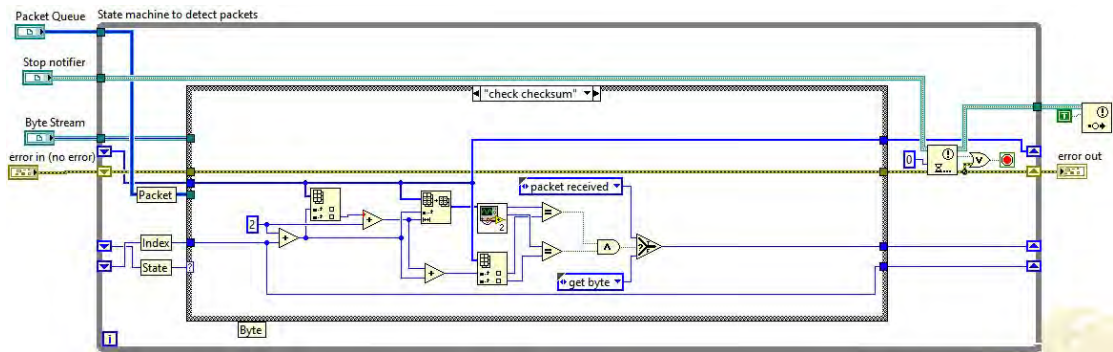 Packet Queue
State machine to detect packets
Stop notifier
"check checksum"
Byte Stream
error in (no error)
error out
T
0
packet received
Packet
2
2
Index
State
get byte
Byte
i